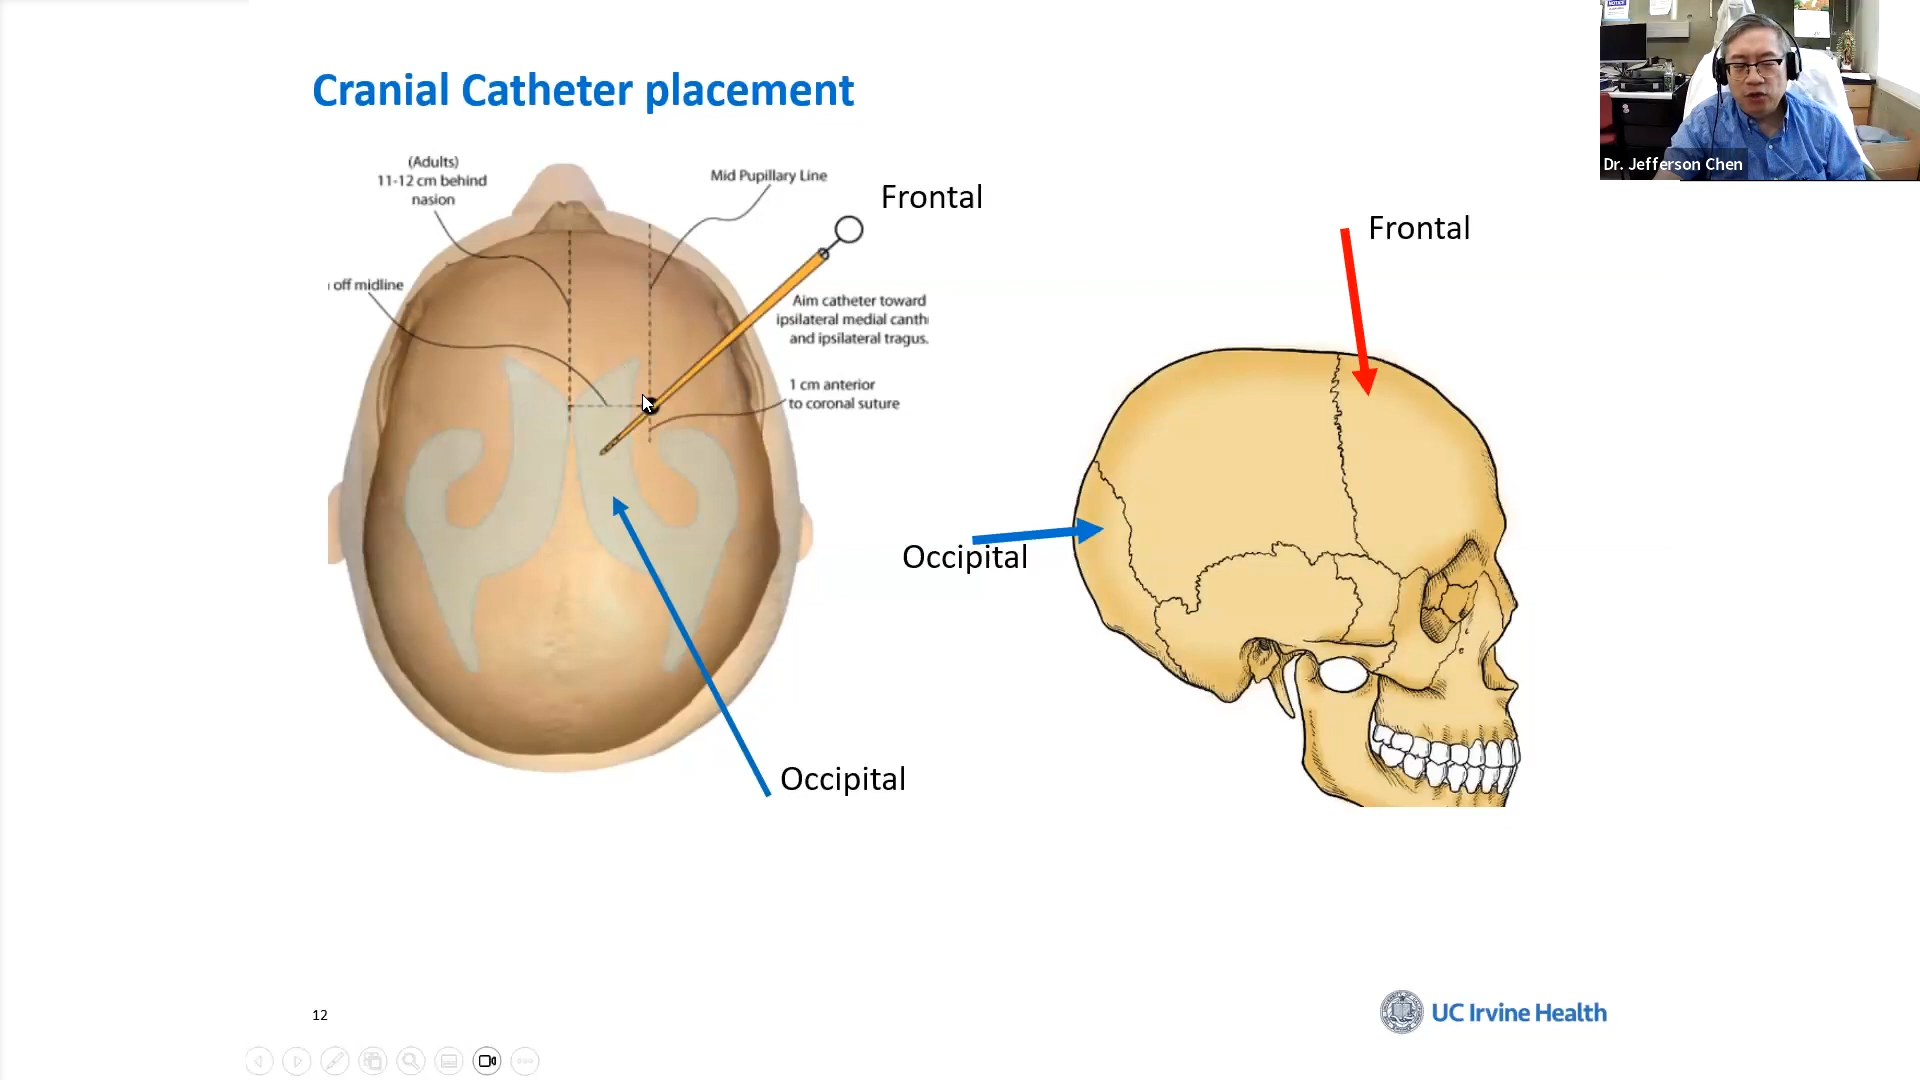 Cranial Catheter placement
(Adults)
11-12 cm behind
nasion
Mid Pupillary Line
Frontal
off midline
Aim catheter toward
ipsilateral medial canth
and ipsilateral tragus.
1 cm anterior
to coronal suture
Occipital
Frontal
Occipital
12
UC Irvine Health
NOTICE
Dr. Jefferson Chen